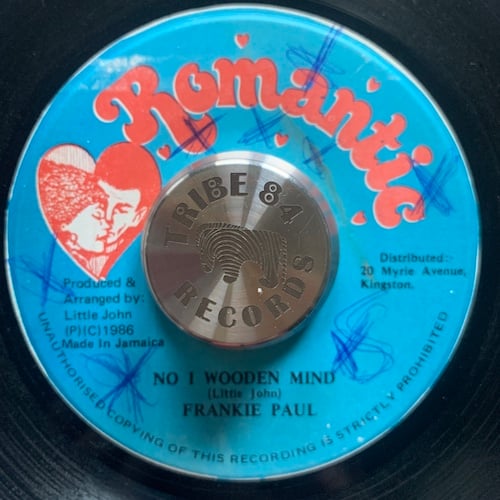 Romantic
TRIBE 84
RECORDS
Produced &
Arranged by:
Little John
(P)(C) 1986
Made In Jamaica
Distributed:-
20 Myrie Avenue,
Kingston.
NO I WOODEN MIND
(Little John)
FRANKIE PAUL
UNAUTHORISED COPYING OF THIS RECORDING IS STRICTLY PROHIBITED